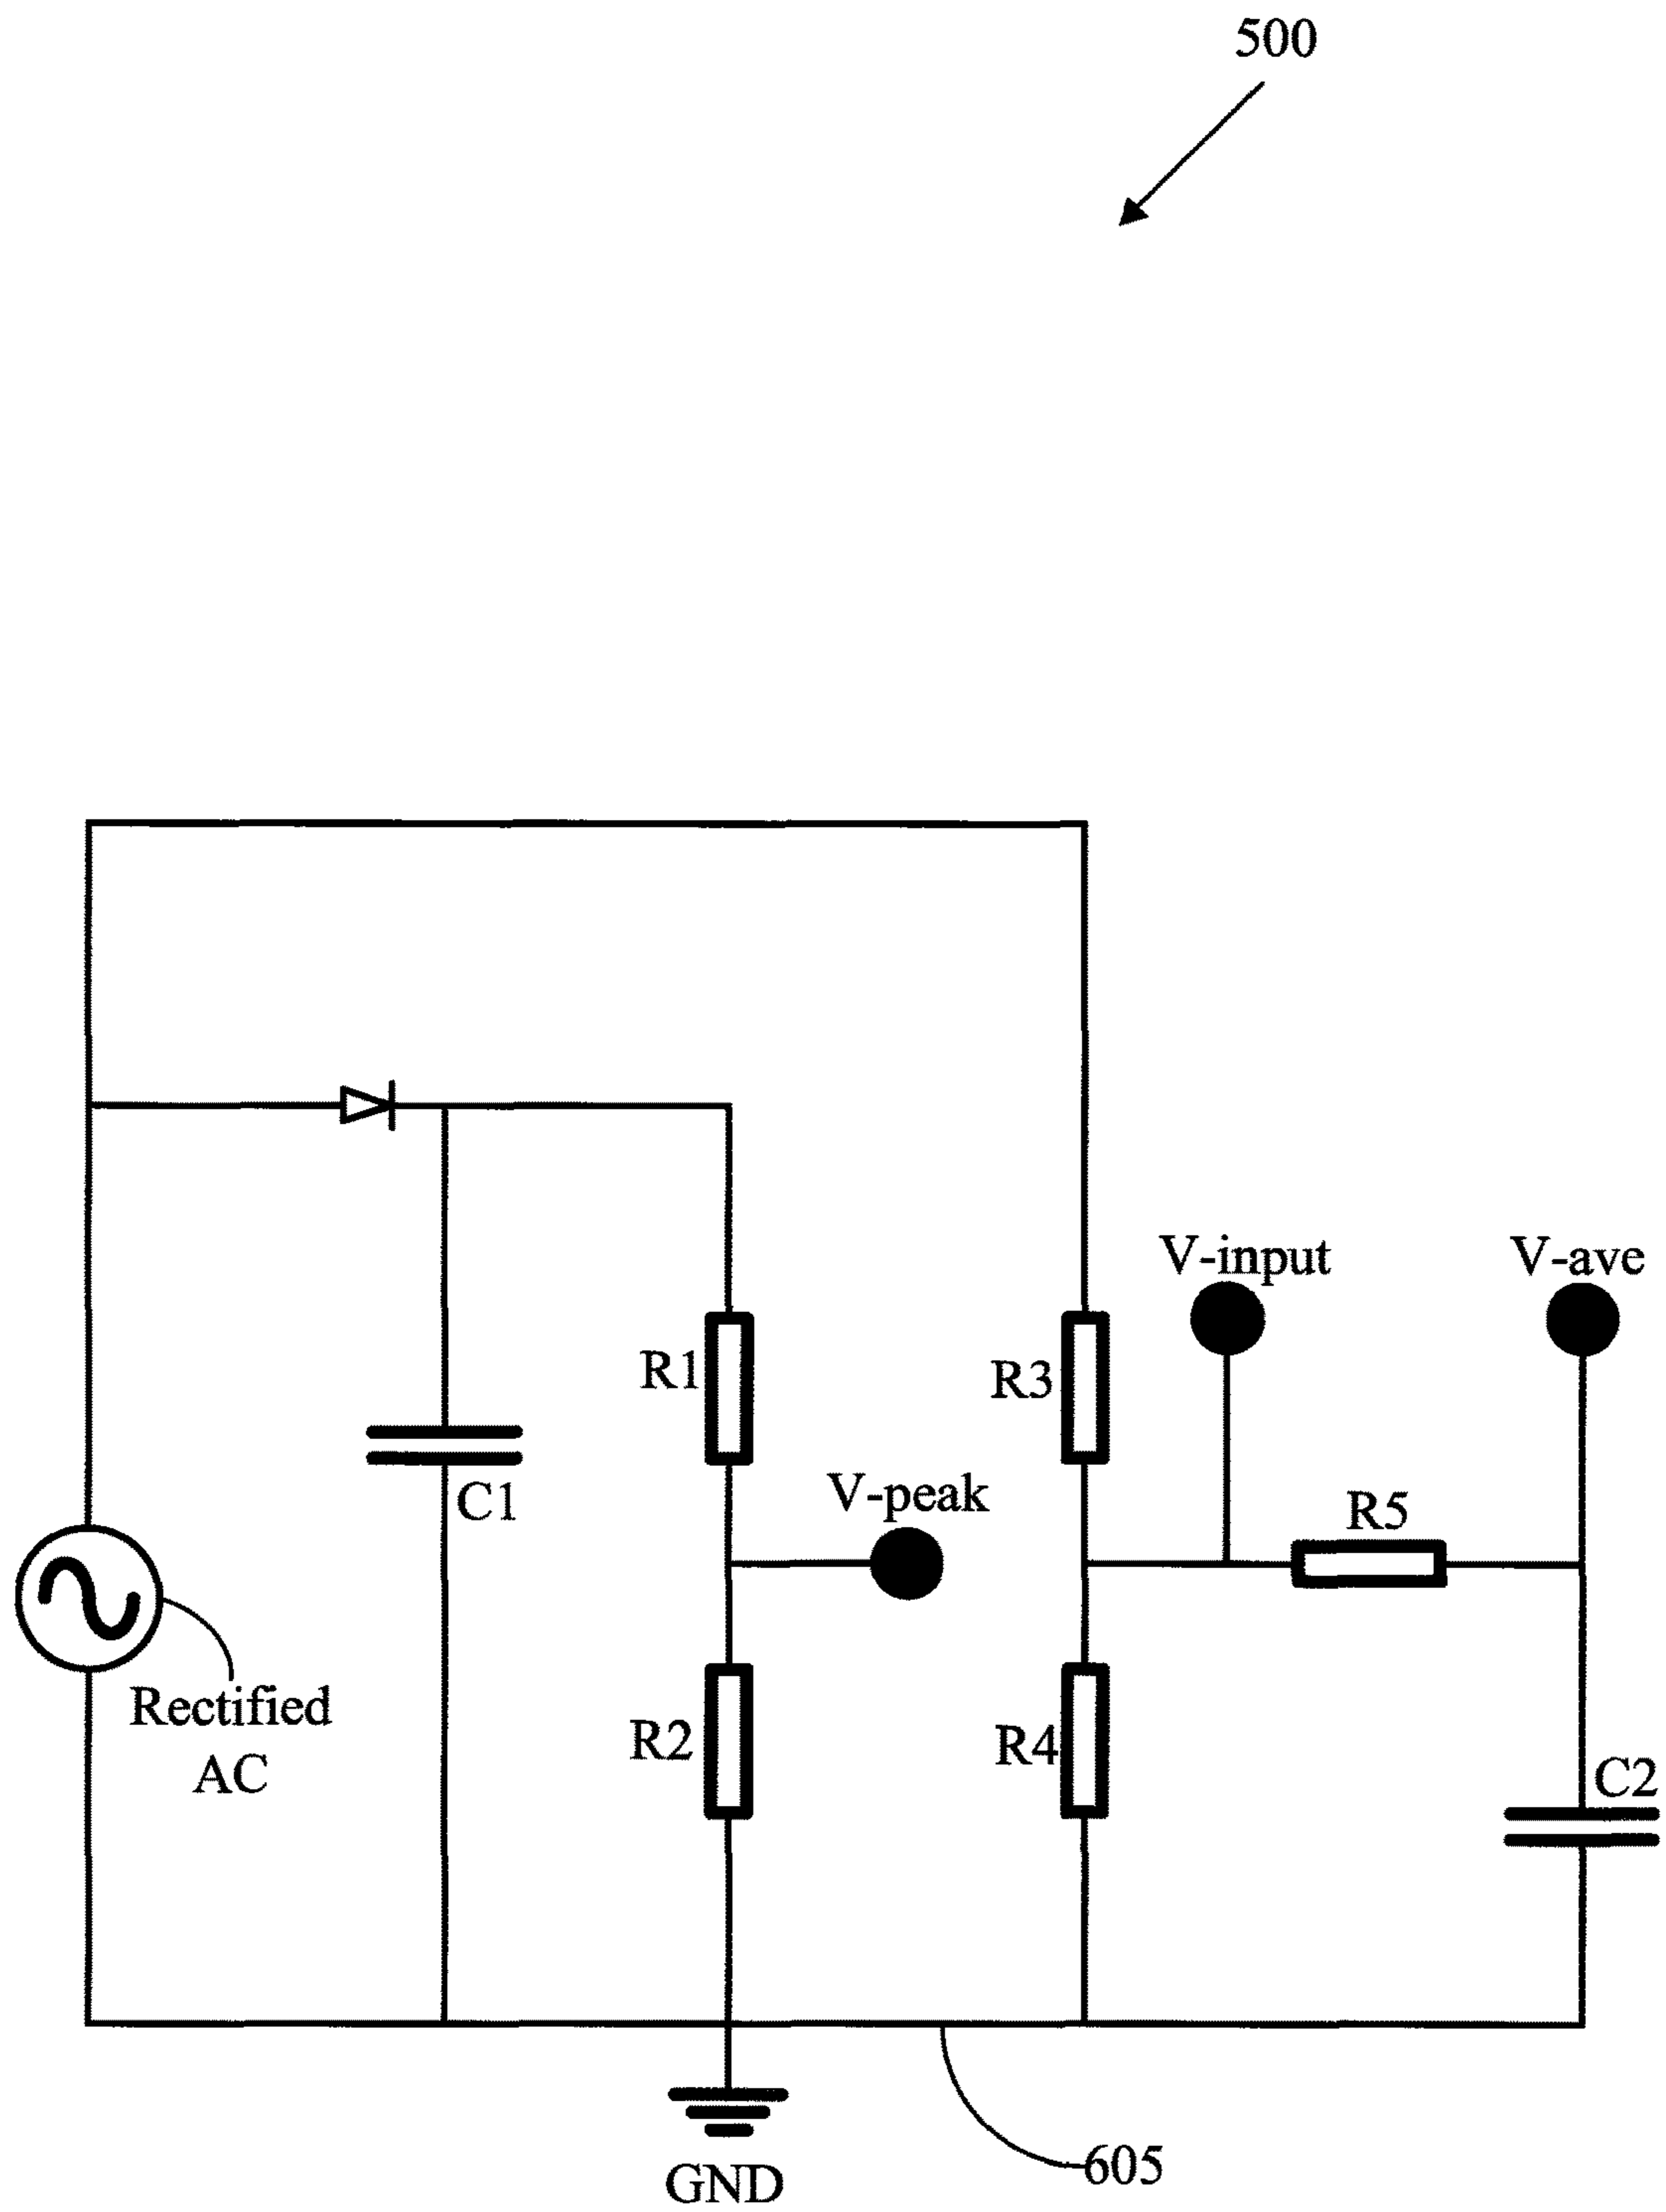 500
V-input
V-ave
R1
R3
V-peak
C1
R5
Rectified
AC
R2
R4
C2
605
GND